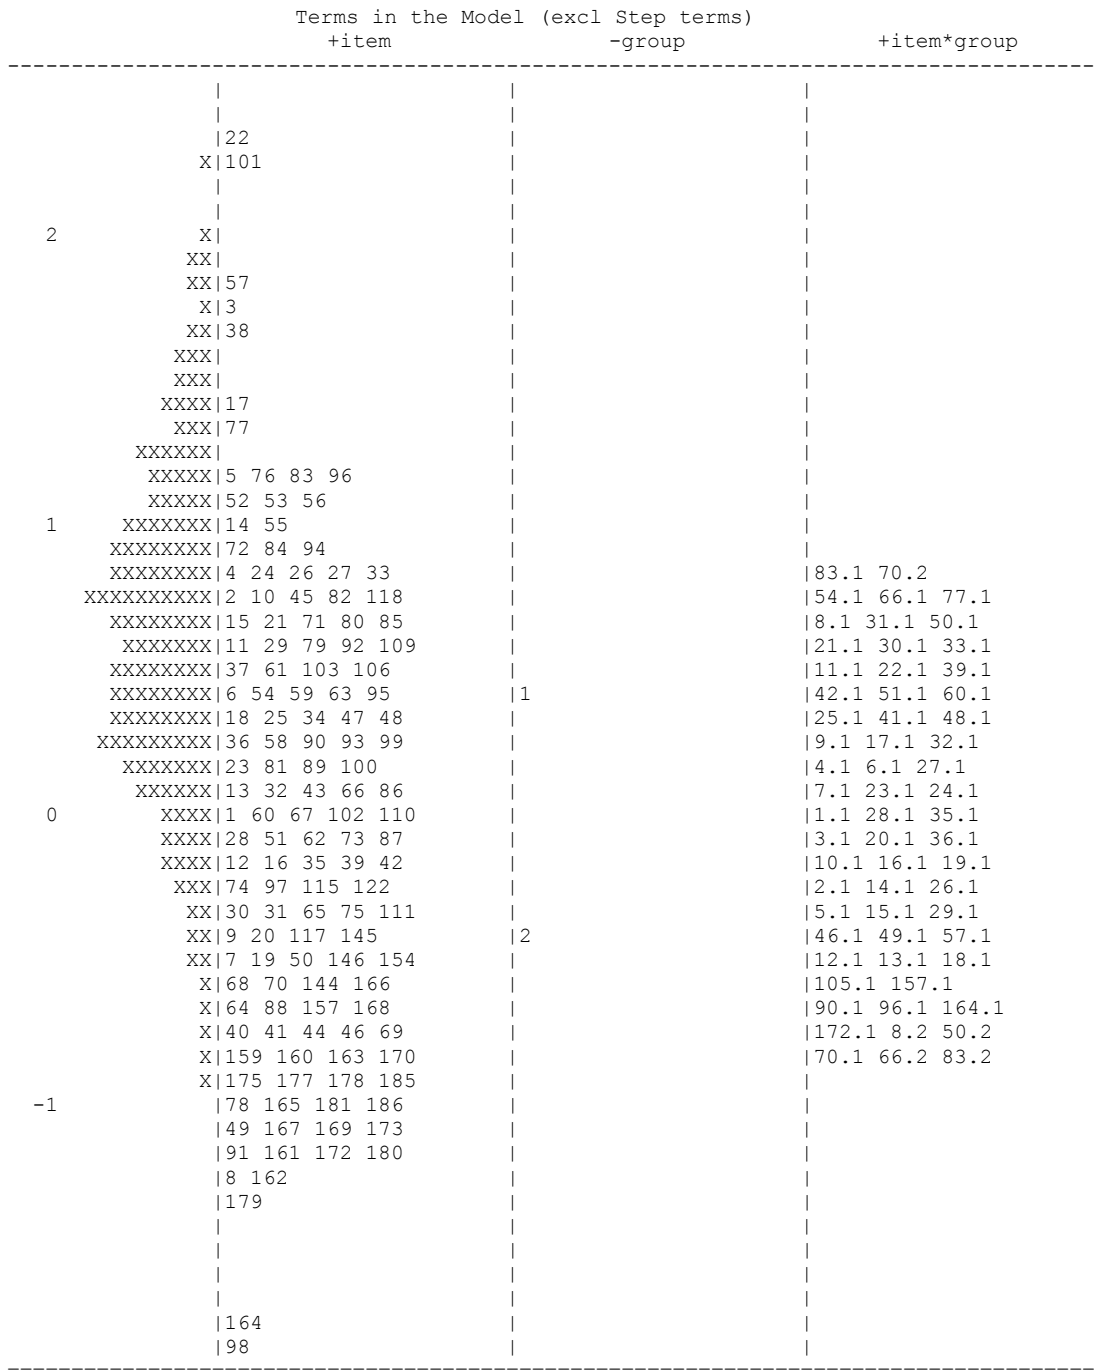 Terms in the Model (excl Step terms)
+item -group +item*group
--------------------------------------------------------------------------------------
| | |
| | |
|22 | |
X|101 | |
| | |
| | |
2 X| | |
XX| | |
XX|57 | |
X|3 | |
XX|38 | |
XXX| | |
XXX| | |
XXXX|17 | |
XXX|77 | |
XXXXXX| | |
XXXXX|5 76 83 96 | |
XXXXX|52 53 56 | |
1 XXXXXXX|14 55 | |
XXXXXXXX|72 84 94 | |
XXXXXXXX|4 24 26 27 33 | |83.1 70.2
XXXXXXXXXX|2 10 45 82 118 | |54.1 66.1 77.1
XXXXXXXX|15 21 71 80 85 | |8.1 31.1 50.1
XXXXXXX|11 29 79 92 109 | |21.1 30.1 33.1
XXXXXXXX|37 61 103 106 | |11.1 22.1 39.1
XXXXXXXX|6 54 59 63 95 |1 |42.1 51.1 60.1
XXXXXXXX|18 25 34 47 48 | |25.1 41.1 48.1
XXXXXXXXX|36 58 90 93 99 | |9.1 17.1 32.1
XXXXXXX|23 81 89 100 | |4.1 6.1 27.1
XXXXXX|13 32 43 66 86 | |7.1 23.1 24.1
0 XXXX|1 60 67 102 110 | |1.1 28.1 35.1
XXXX|28 51 62 73 87 | |3.1 20.1 36.1
XXXX|12 16 35 39 42 | |10.1 16.1 19.1
XXX|74 97 115 122 | |2.1 14.1 26.1
XX|30 31 65 75 111 | |5.1 15.1 29.1
XX|9 20 117 145 |2 |46.1 49.1 57.1
XX|7 19 50 146 154 | |12.1 13.1 18.1
X|68 70 144 166 | |105.1 157.1
X|64 88 157 168 | |90.1 96.1 164.1
X|40 41 44 46 69 | |172.1 8.2 50.2
X|159 160 163 170 | |70.1 66.2 83.2
X|175 177 178 185 | |
-1 |78 165 181 186 | |
|49 167 169 173 | |
|91 161 172 180 | |
|8 162 | |
|179 | |
| | |
| | |
| | |
| | |
|164 | |
|98 | |
--------------------------------------------------------------------------------------